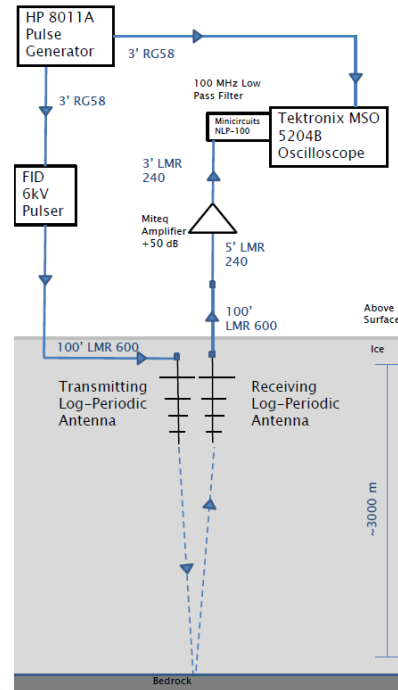 HP 8011A
Pulse
Generator
3' RG58
3' RG58
100 MHz Low
Pass Filter
Minicircuits
NLP-100
Tektronix MSO
5204B
Oscilloscope
3' LMR
240
FID
6kV
Pulser
Miteq
Amplifier
+50 dB
5' LMR
240
100'
LMR 600
Above
Surface
100' LMR 600
Ice
Transmitting
Log-Periodic
Antenna
Receiving
Log-Periodic
Antenna
~3000 m
Bedrock